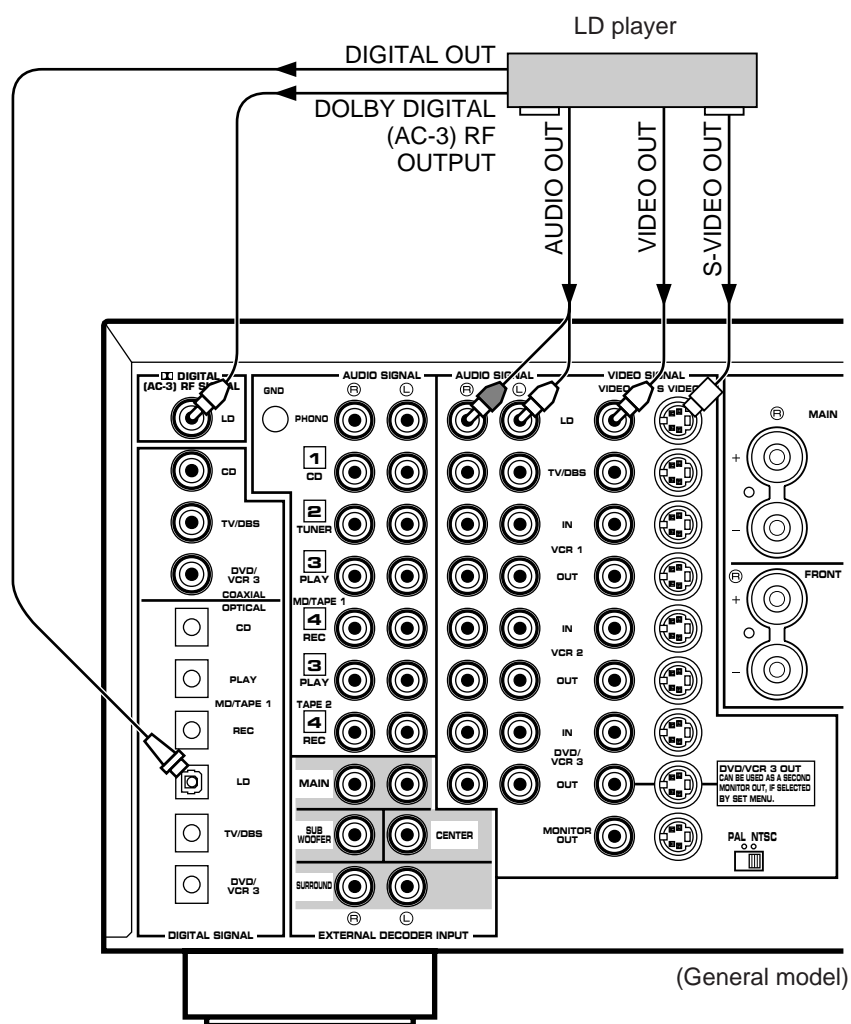 LD player
DIGITAL OUT
DOLBY DIGITAL
(AC-3) RF
OUTPUT
AUDIO OUT
VIDEO OUT
S-VIDEO OUT
DIGITAL
(AC-3) RF SIGNAL
LD
CD
TV/DBS
DVD/
VCR 3
COAXIAL
OPTICAL
CD
PLAY
MD/TAPE 1
REC
LD
TV/DBS
DVD/
VCR 3
DIGITAL SIGNAL
AUDIO SIGNAL
R L
GND
PHONO
1
CD
2
TUNER
3
PLAY
MD/TAPE 1
4
REC
3
PLAY
TAPE 2
4
REC
MAIN
SUB
WOOFER
CENTER
SURROUND
R L
EXTERNAL DECODER INPUT
AUDIO SIGNAL
R L
VIDEO SIGNAL
VIDEO S VIDEO
LD
TV/DBS
IN
VCR 1
OUT
IN
VCR 2
OUT
IN
DVD/
VCR 3
OUT
MONITOR
OUT
DVD/VCR 3 OUT
CAN BE USED AS A SECOND
MONITOR OUT, IF SELECTED
BY SET MENU.
PAL NTSC
R MAIN
+
–
R FRONT
+
–
(General model)